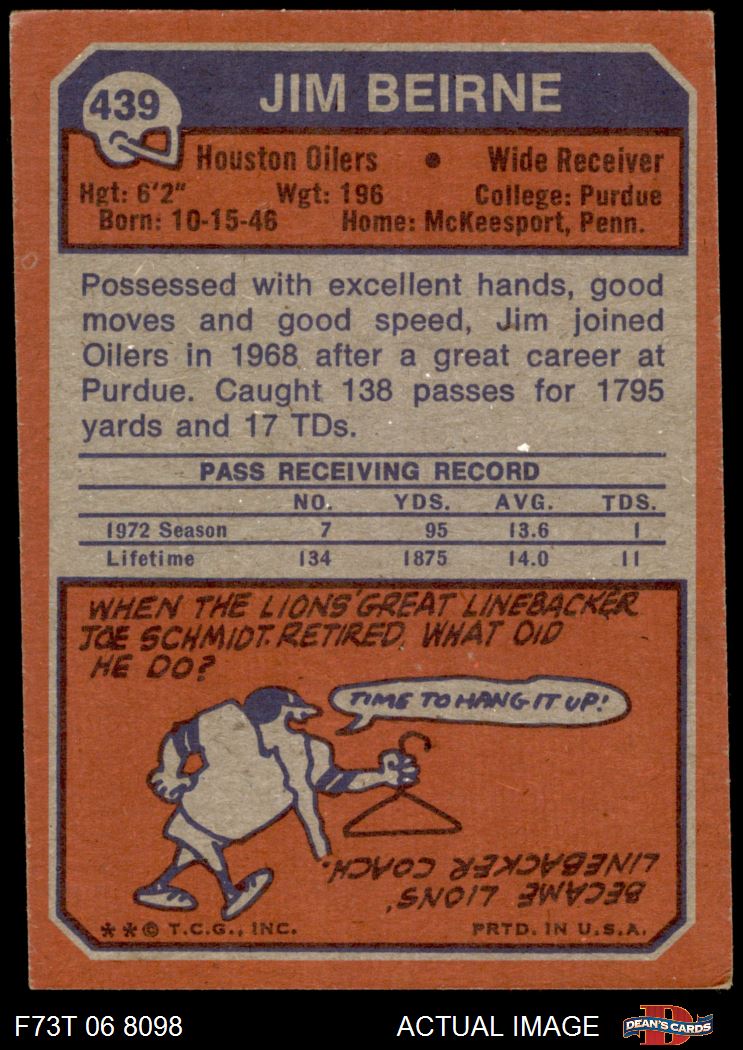 439
JIM BEIRNE
Houston Oilers • Wide Receiver
Hgt: 6'2" Wgt: 196 College: Purdue
Born: 10-15-46 Home: McKeesport, Penn.
Possessed with excellent hands, good
moves and good speed, Jim joined
Oilers in 1968 after a great career at
Purdue. Caught 138 passes for 1795
yards and 17 TDs.
PASS RECEIVING RECORD
NO. YDS. AVG. TDS.
1972 Season 7 95 13.6 1
Lifetime 134 1875 14.0 11
WHEN THE LIONS' GREAT LINEBACKER
JOE SCHMIDT. RETIRED, WHAT DID
HE DO?
TIME TO HANG IT UP!
BECAME LIONS'
LINEBACKER COACH.
**© T.C.G., INC. PRTD. IN U.S.A.
F73T 06 8098 ACTUAL IMAGE D DEAN'S CARDS